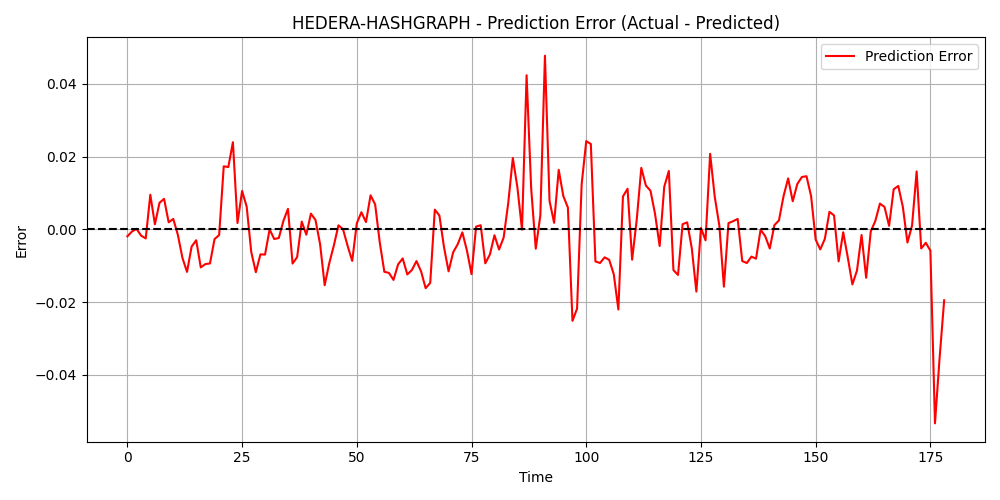 HEDERA-HASHGRAPH - Prediction Error (Actual - Predicted)
Prediction Error
Error
0.04
0.02
0.00
−0.02
−0.04
0 25 50 75 100 125 150 175
Time